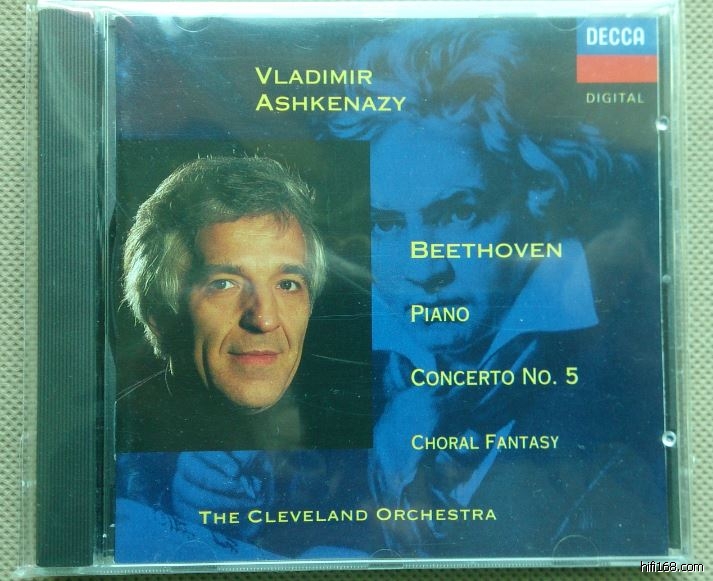 DECCA
DIGITAL
VLADIMIR
ASHKENAZY
BEETHOVEN
PIANO
CONCERTO NO. 5
CHORAL FANTASY
THE CLEVELAND ORCHESTRA
hifi168.com